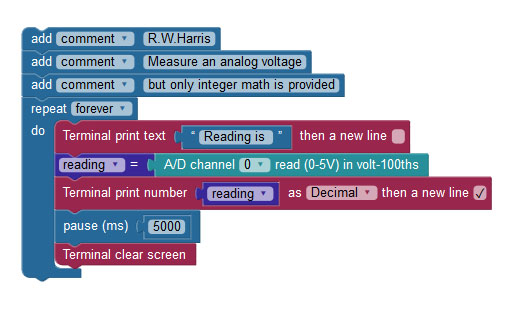 add comment R.W.Harris
add comment Measure an analog voltage
add comment but only integer math is provided
repeat forever
do
Terminal print text “ Reading is ” then a new line
reading = A/D channel 0 read (0-5V) in volt-100ths
Terminal print number reading as Decimal then a new line ✓
pause (ms) 5000
Terminal clear screen